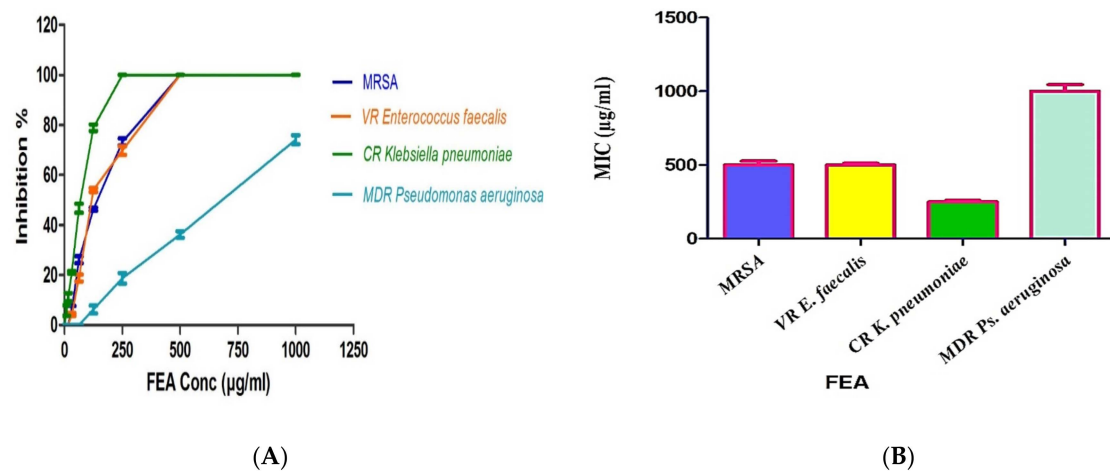 120
100
80
60
40
20
0
Inhibition %
0 250 500 750 1000 1250
FEA Conc (µg/ml)
MRSA
VR Enterococcus faecalis
CR Klebsiella pneumoniae
MDR Pseudomonas aeruginosa
(A)
1500
1000
500
0
MIC (µg/ml)
MRSA
VR E. faecalis
CR K. pneumoniae
MDR Ps. aeruginosa
FEA
(B)